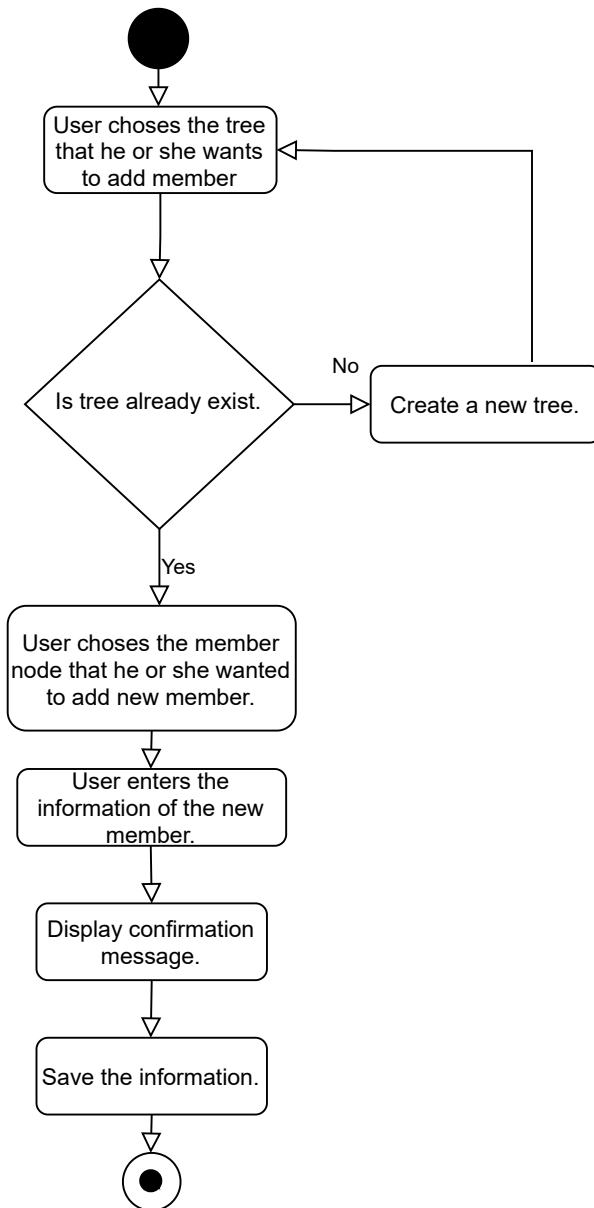 User choses the tree
that he or she wants
to add member
Is tree already exist.
No
Create a new tree.
Yes
User choses the member
node that he or she wanted
to add new member.
User enters the
information of the new
member.
Display confirmation
message.
Save the information.